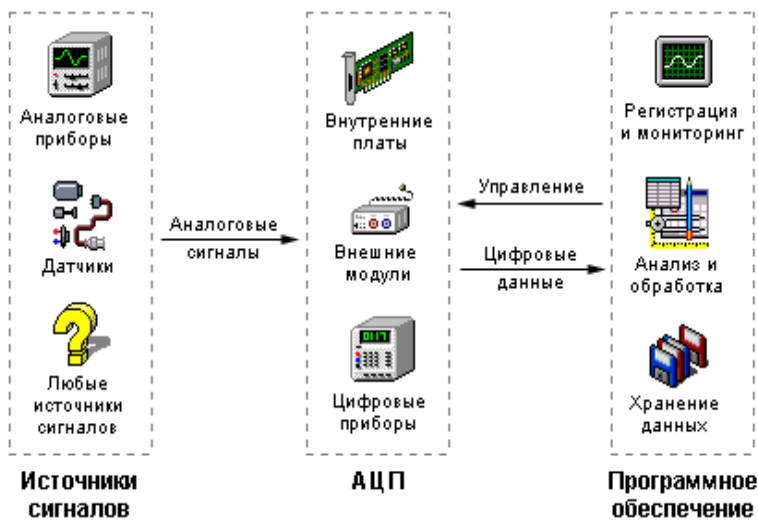 Аналоговые
приборы
Датчики
Любые
источники
сигналов
Источники
сигналов
Аналоговые
сигналы
Внутренние
платы
Внешние
модули
0117
Цифровые
приборы
АЦП
Управление
Цифровые
данные
Регистрация
и мониторинг
Анализ и
обработка
Хранение
данных
Программное
обеспечение